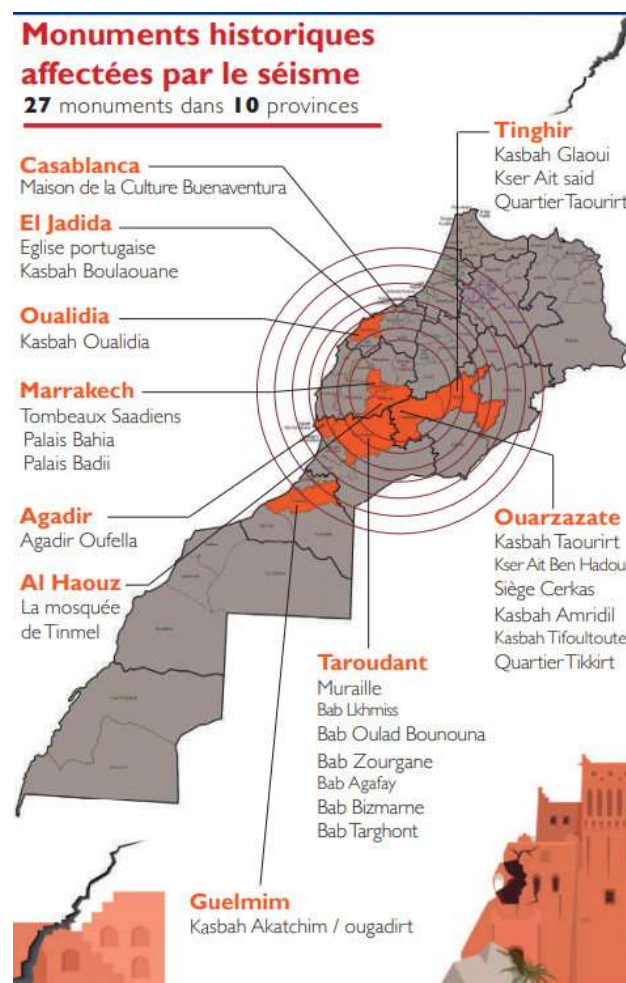 Monuments historiques
affectées par le séisme
27 monuments dans 10 provinces
Tinghir
Kasbah Glaoui
Kser Ait said
Quartier Taourirt
Casablanca
Maison de la Culture Buenaventura
El Jadida
Eglise portugaise
Kasbah Boulaouane
Oualidia
Kasbah Oualidia
Marrakech
Tombeaux Saadiens
Palais Bahia
Palais Badii
Agadir
Agadir Oufella
Al Haouz
La mosquée
de Tinmel
Ouarzazate
Kasbah Taourirt
Kser Ait Ben Hadou
Siège Cerkas
Kasbah Amridil
Kasbah Tifoultoute
Quartier Tikkirt
Taroudant
Muraille
Bab Lkhmiss
Bab Oulad Bounouna
Bab Zourgane
Bab Agafay
Bab Bizmarne
Bab Targhont
Guelmim
Kasbah Akatchim / ougadirt